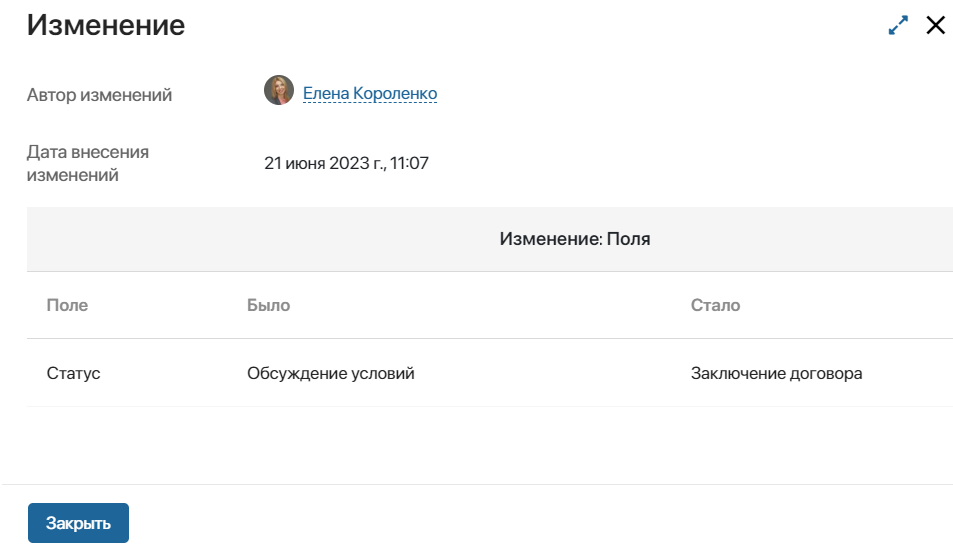 Изменение
Автор изменений
Елена Короленко
Дата внесения
изменений
21 июня 2023 г., 11:07
Изменение: Поля
Поле Было Стало
Статус Обсуждение условий Заключение договора
Закрыть